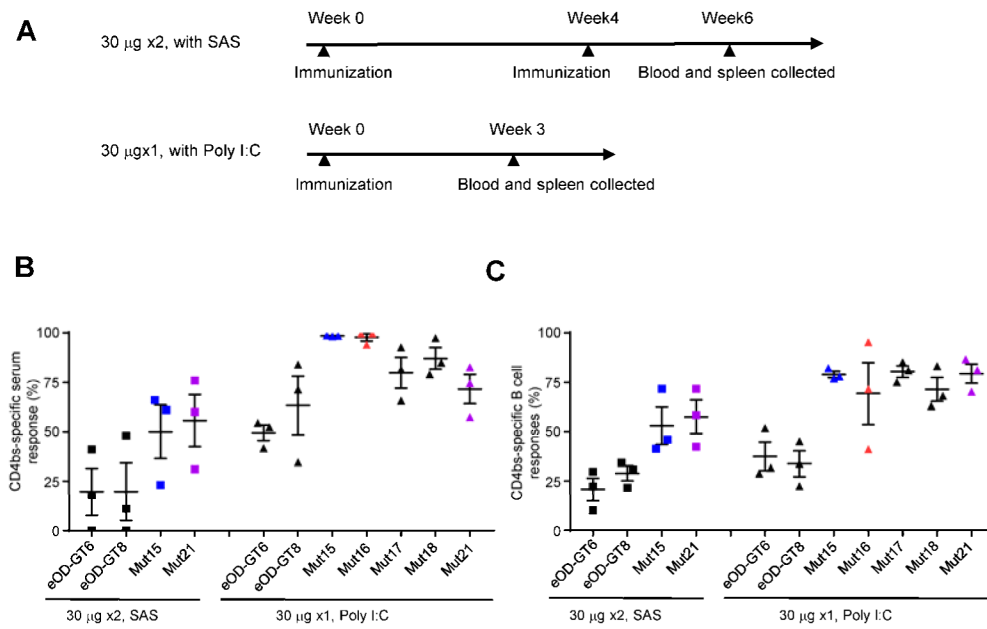 A
Week 0 Week4 Week6
30 µg x2, with SAS
Immunization Immunization Blood and spleen collected
Week 0 Week 3
30 µgx1, with Poly I:C
Immunization Blood and spleen collected
B
CD4bs-specific serum
response (%)
100
75
50
25
0
eOD-GT6 eOD-GT8 Mut15 Mut21 eOD-GT6 eOD-GT8 Mut15 Mut16 Mut17 Mut18 Mut21
30 µg x2, SAS 30 µg x1, Poly I:C
C
CD4bs-specific B cell
responses (%)
100
75
50
25
0
eOD-GT6 eOD-GT8 Mut15 Mut21 eOD-GT6 eOD-GT8 Mut15 Mut16 Mut17 Mut18 Mut21
30 µg x2, SAS 30 µg x1, Poly I:C